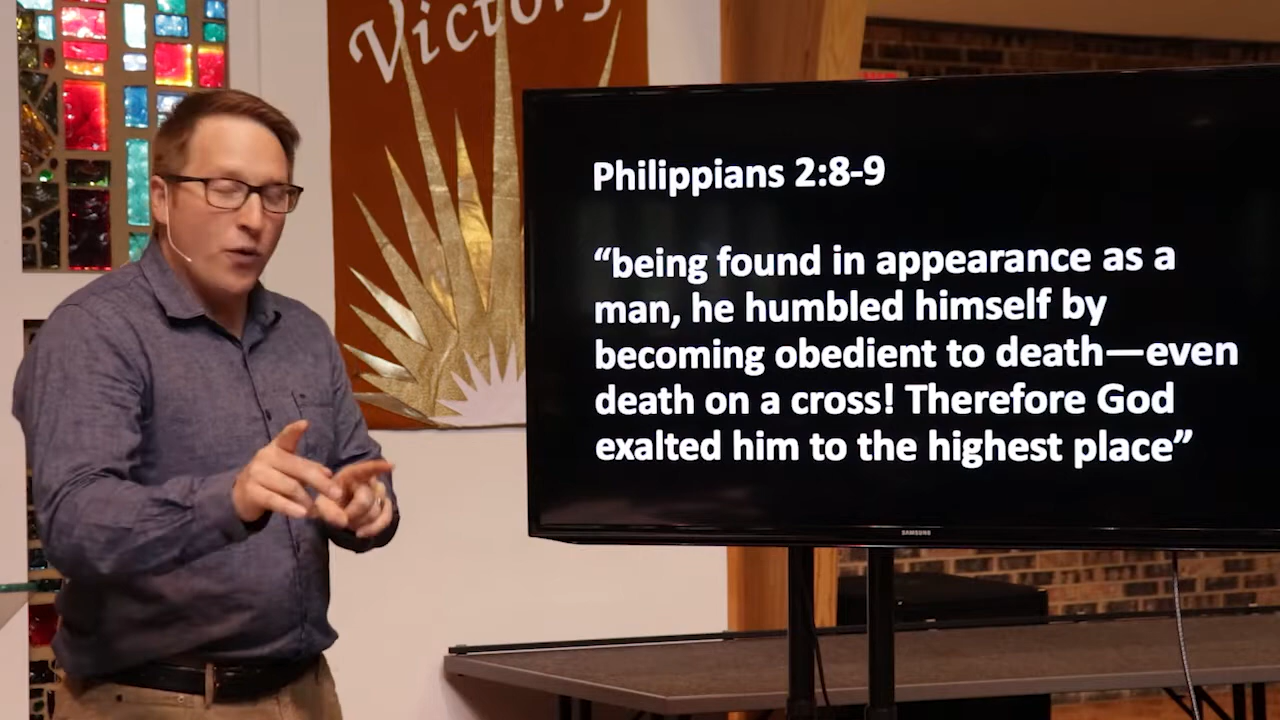 Victory
Philippians 2:8-9
“being found in appearance as a
man, he humbled himself by
becoming obedient to death—even
death on a cross! Therefore God
exalted him to the highest place”
SAMSUNG